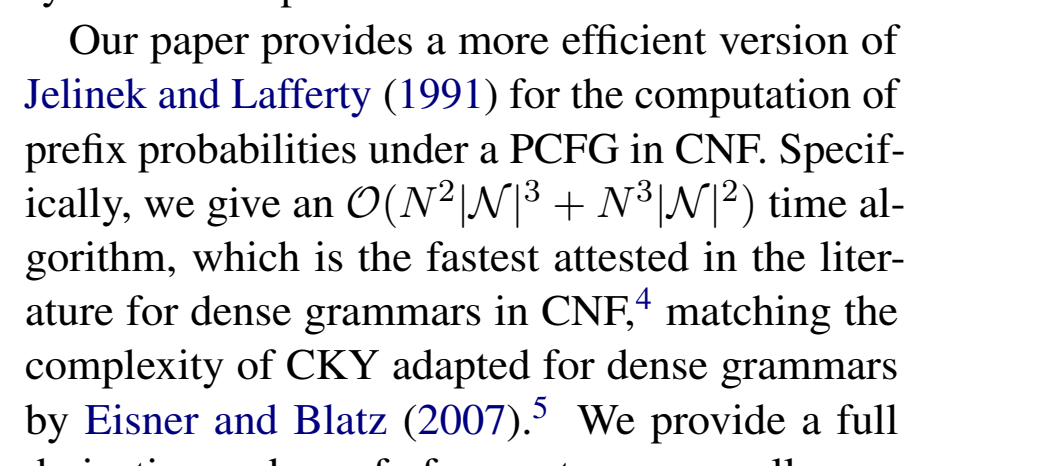 Our paper provides a more efficient version of
Jelinek and Lafferty (1991) for the computation of
prefix probabilities under a PCFG in CNF. Specif-
ically, we give an 𝒪(N²|𝒩|³ + N³|𝒩|²) time al-
gorithm, which is the fastest attested in the liter-
ature for dense grammars in CNF,⁴ matching the
complexity of CKY adapted for dense grammars
by Eisner and Blatz (2007).⁵ We provide a full